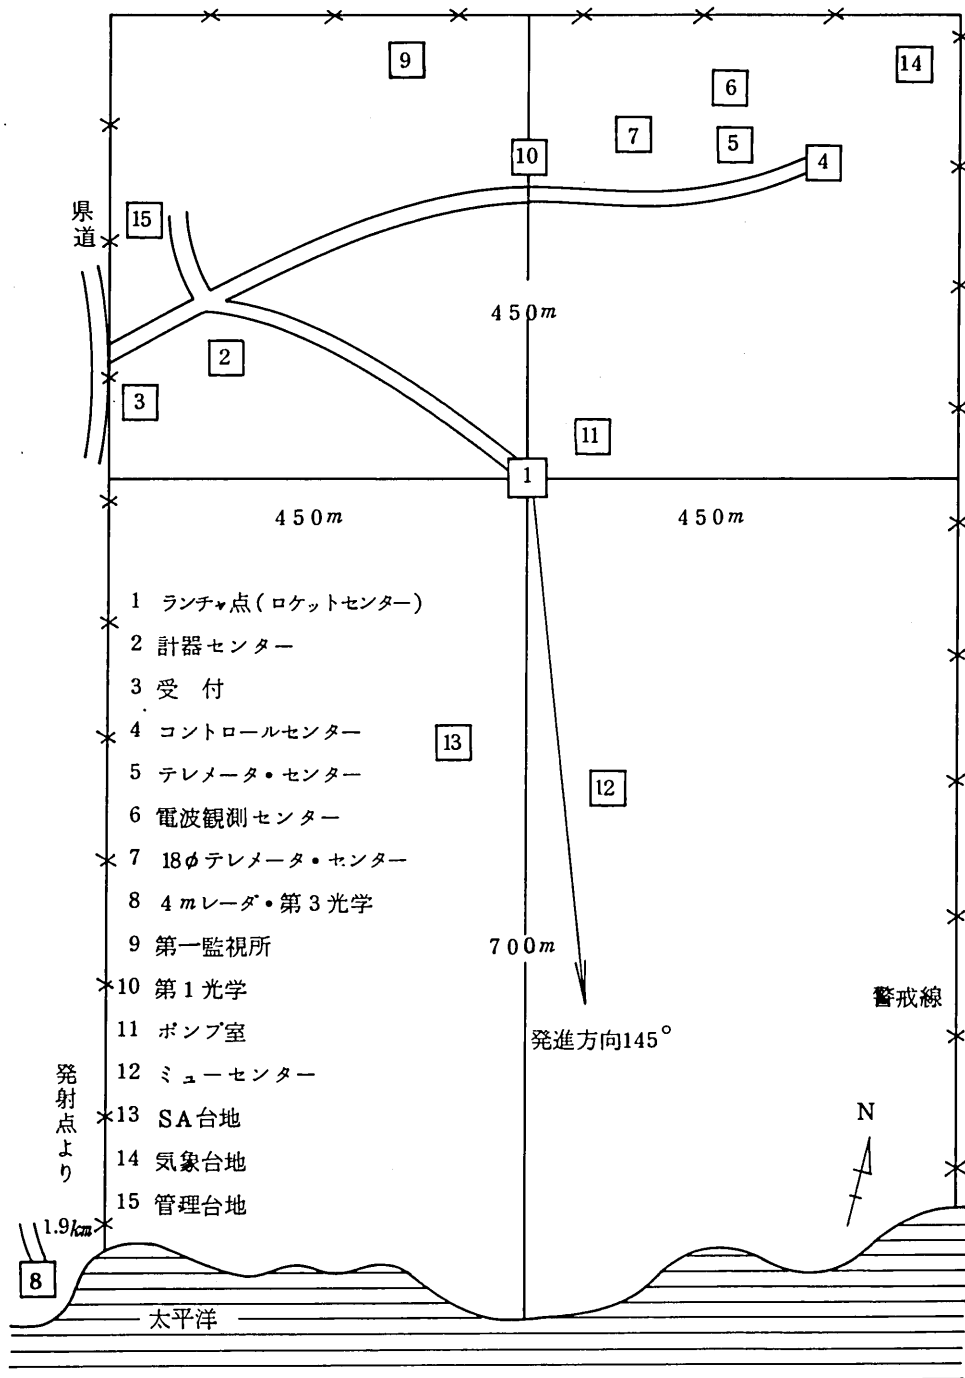 9
14
6
7
5
10
4
県道
15
450m
2
3
11
1
450m
450m
1 ランチャ点(ロケットセンター)
2 計器センター
3 受 付
4 コントロールセンター
5 テレメータ・センター
6 電波観測センター
7 18φテレメータ・センター
8 4mレーダ・第3光学
9 第一監視所
10 第1光学
11 ポンプ室
12 ミューセンター
13 SA台地
14 気象台地
15 管理台地
13
12
700m
警戒線
発進方向145°
発射点より
1.9km
N
8
太平洋